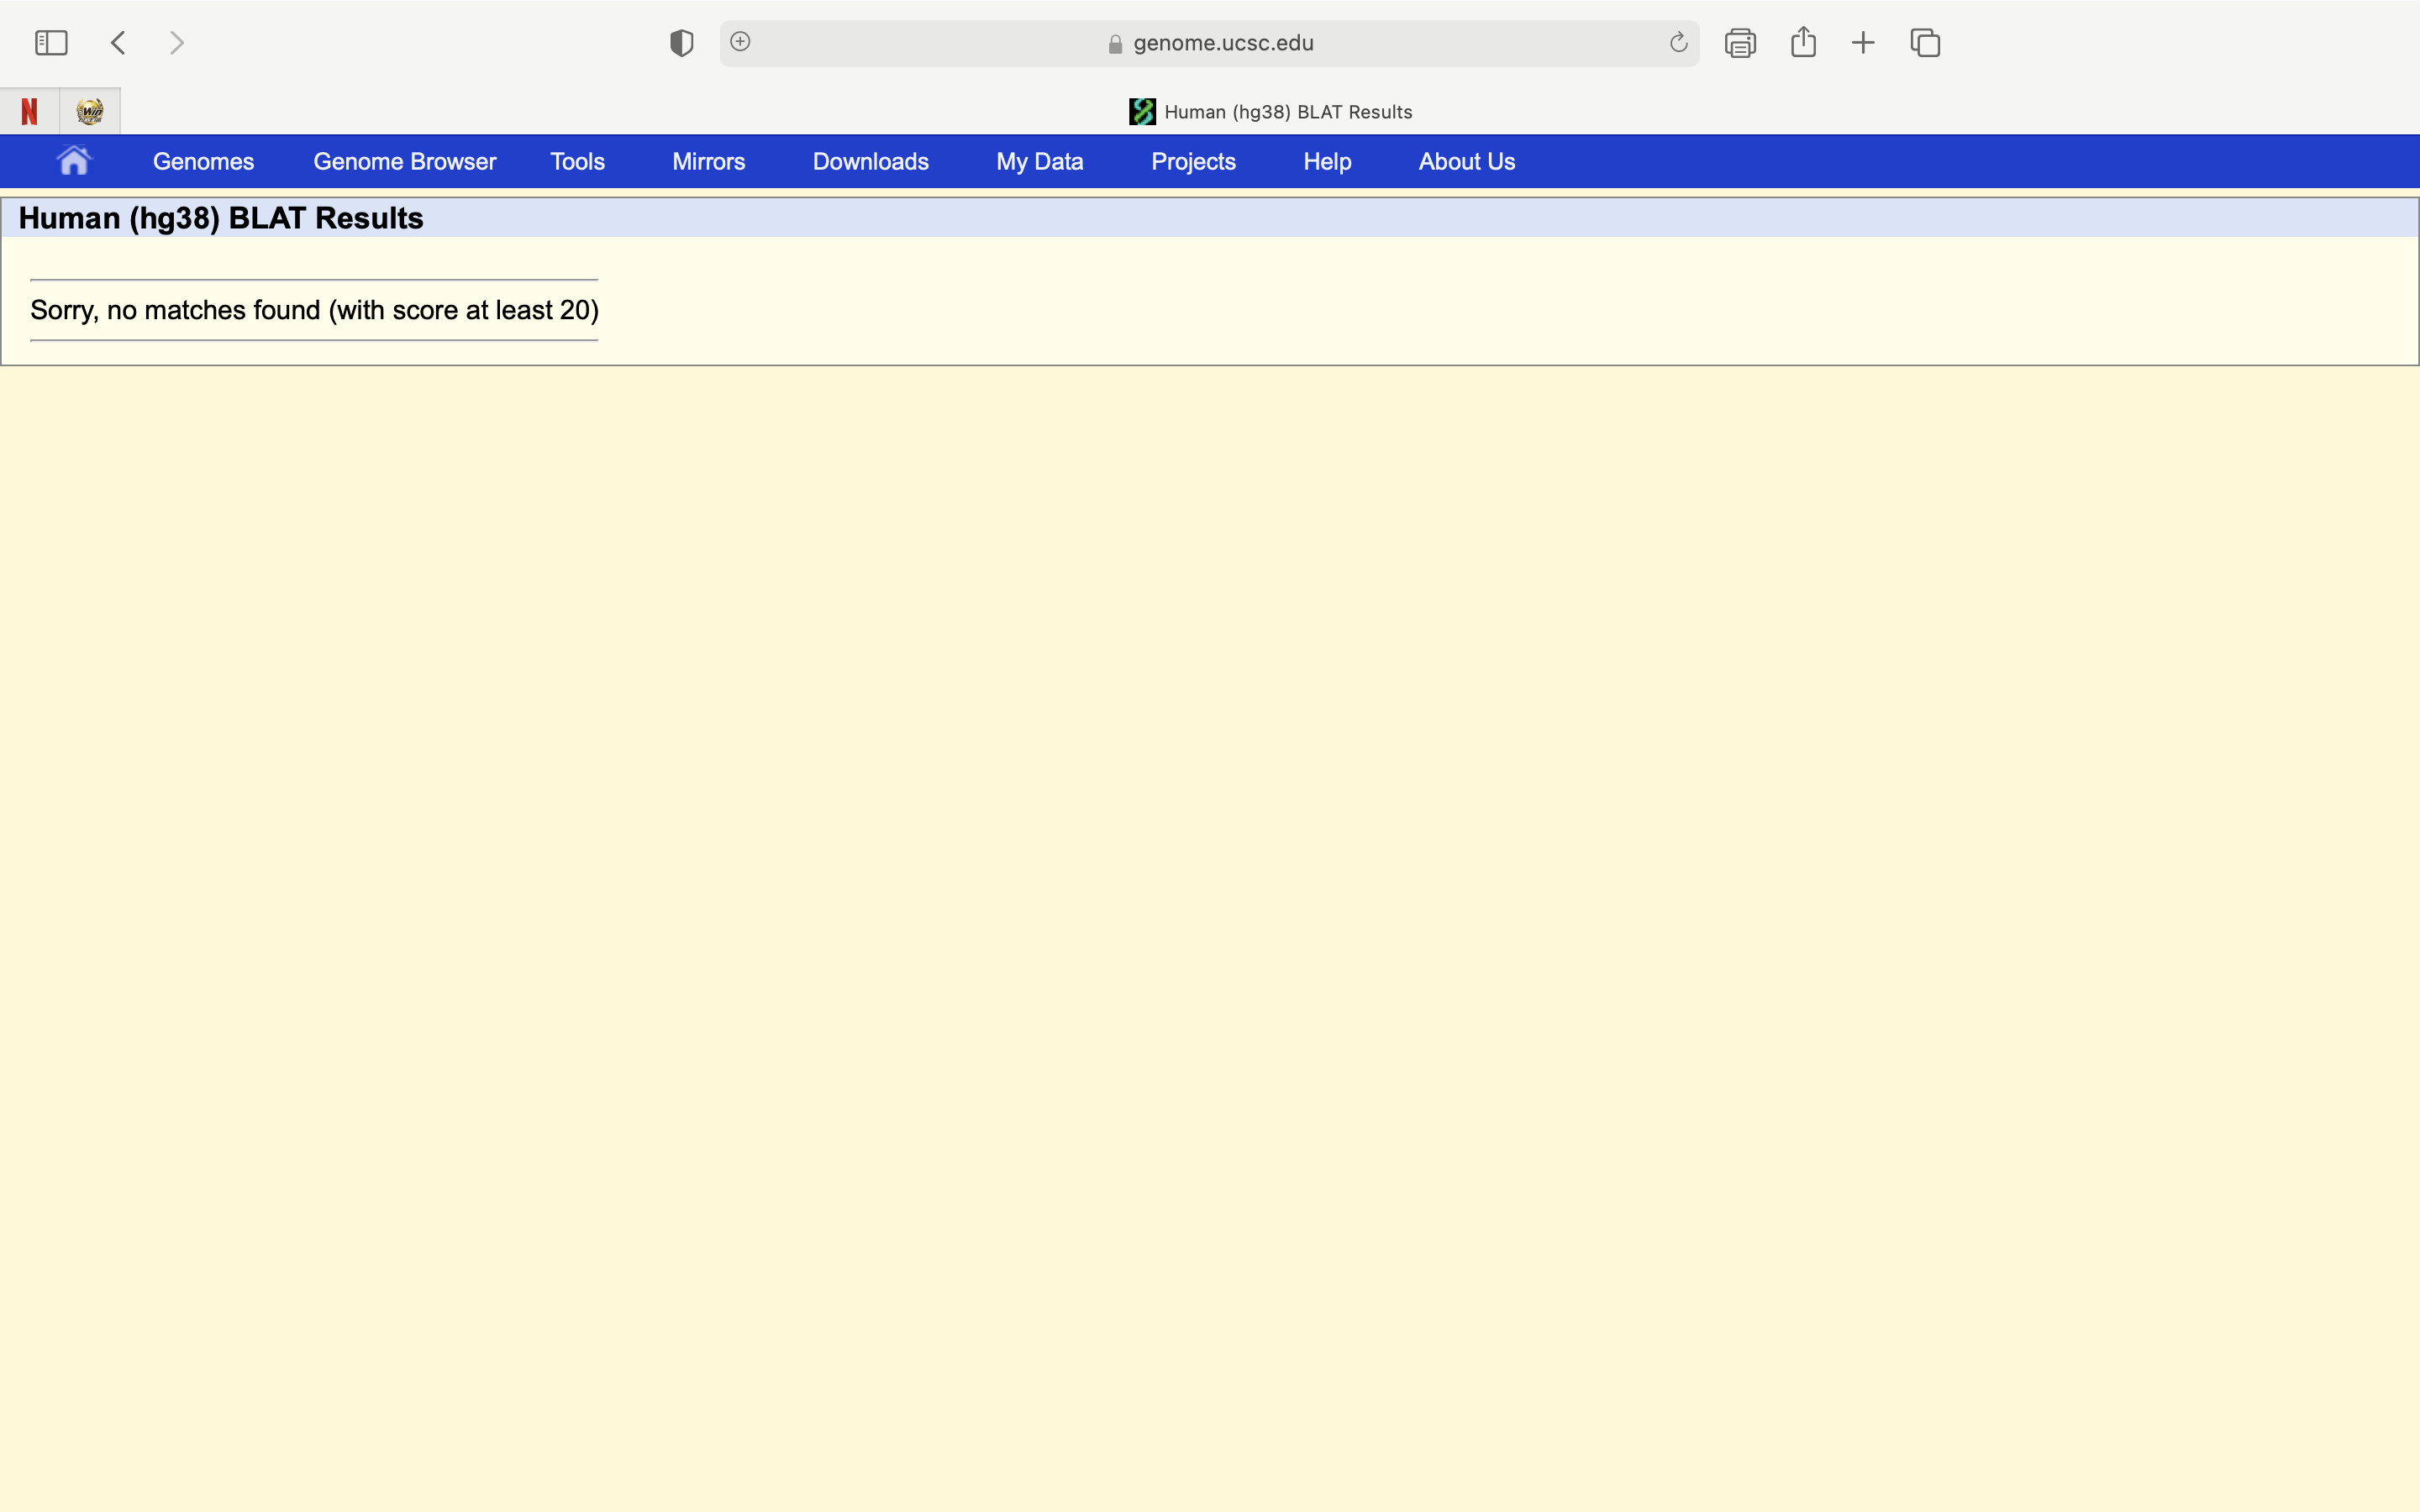 genome.ucsc.edu
N
Win
Human (hg38) BLAT Results
Genomes Genome Browser Tools Mirrors Downloads My Data Projects Help About Us
Human (hg38) BLAT Results
Sorry, no matches found (with score at least 20)